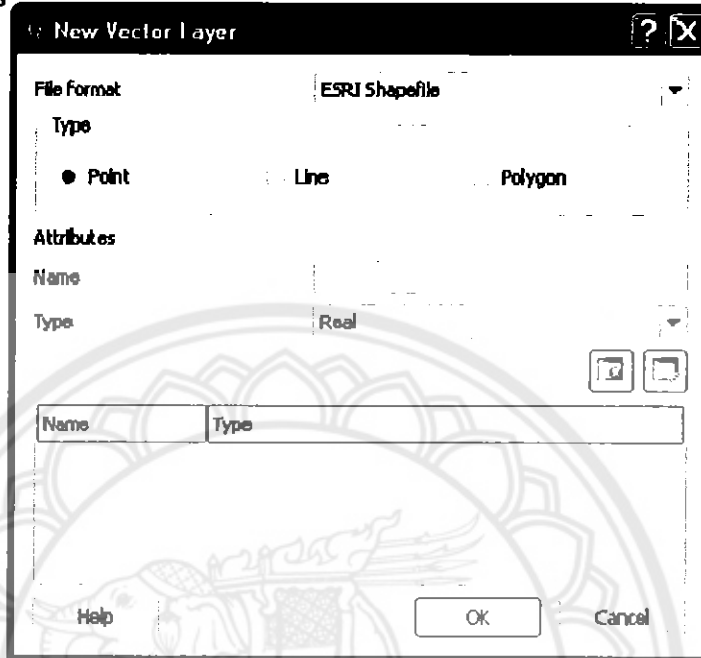 New Vector Layer
File format ESRI Shapefile
Type
Point Line Polygon
Attributes
Name
Type Real
Name Type
Help OK Cancel